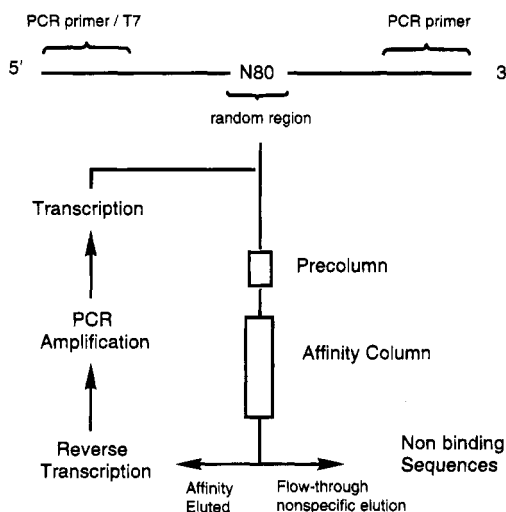 PCR primer / T7
PCR primer
5'
N80
3
random region
Transcription
Precolumn
PCR
Amplification
Affinity Column
Reverse
Transcription
Affinity
Eluted
Flow-through
nonspecific elution
Non binding
Sequences